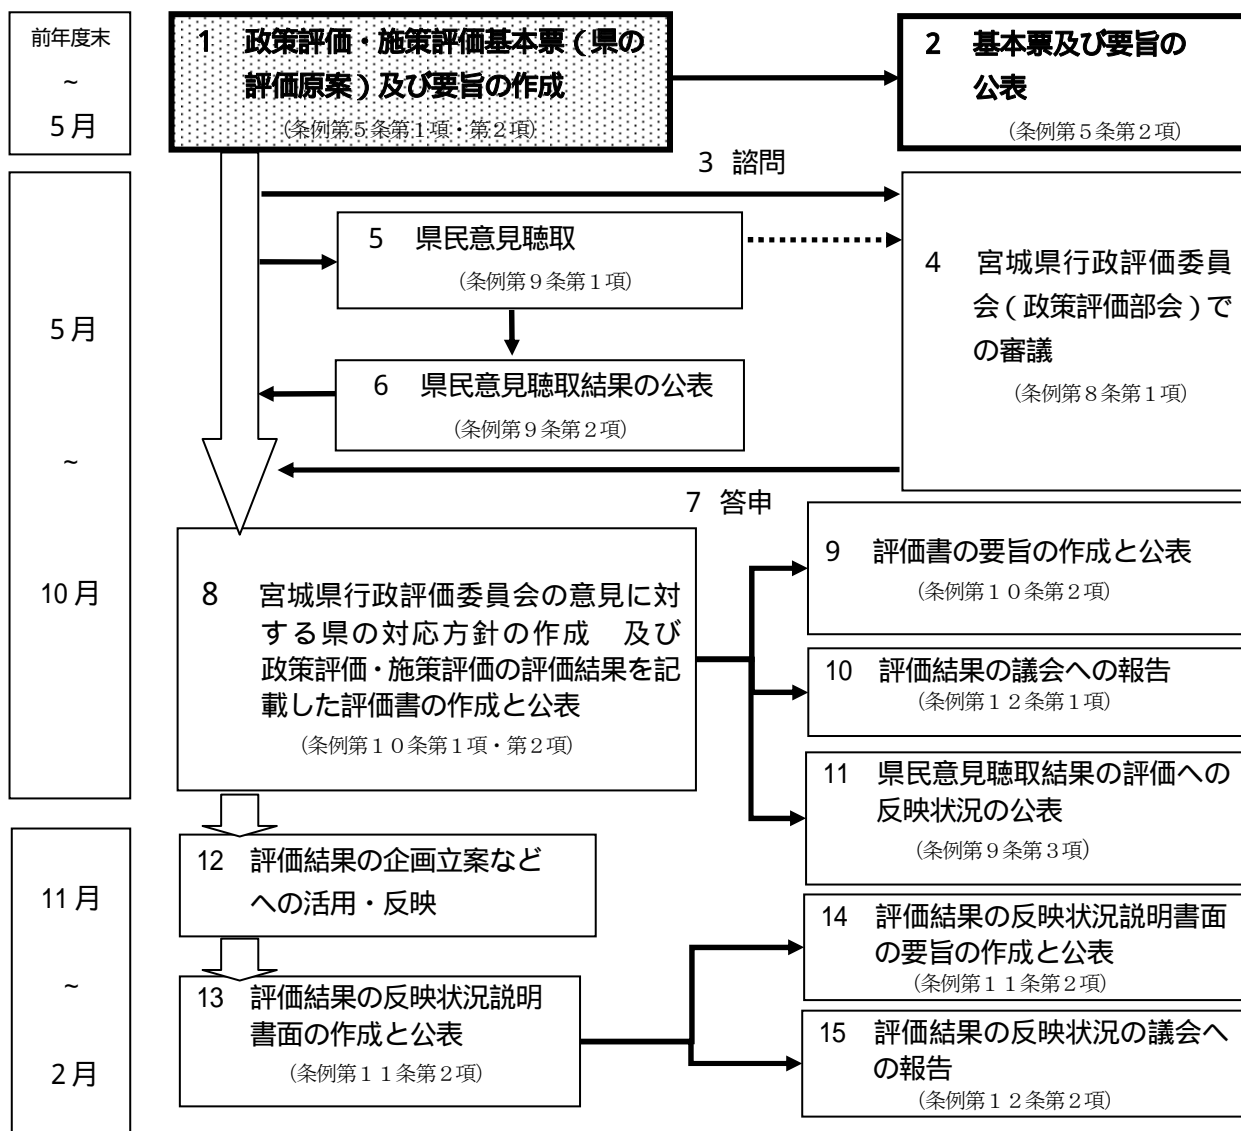 前年度末
~
5月
1 政策評価・施策評価基本票(県の
評価原案)及び要旨の作成
(条例第5条第1項・第2項)
2 基本票及び要旨の
公表
(条例第5条第2項)
3 諮問
5月
~
10月
5 県民意見聴取
(条例第9条第1項)
4 宮城県行政評価委員
会(政策評価部会)で
の審議
(条例第8条第1項)
6 県民意見聴取結果の公表
(条例第9条第2項)
7 答申
8 宮城県行政評価委員会の意見に対
する県の対応方針の作成 及び
政策評価・施策評価の評価結果を記
載した評価書の作成と公表
(条例第10条第1項・第2項)
9 評価書の要旨の作成と公表
(条例第10条第2項)
10 評価結果の議会への報告
(条例第12条第1項)
11 県民意見聴取結果の評価への
反映状況の公表
(条例第9条第3項)
11月
~
2月
12 評価結果の企画立案など
への活用・反映
13 評価結果の反映状況説明
書面の作成と公表
(条例第11条第2項)
14 評価結果の反映状況説明書面
の要旨の作成と公表
(条例第11条第2項)
15 評価結果の反映状況の議会へ
の報告
(条例第12条第2項)